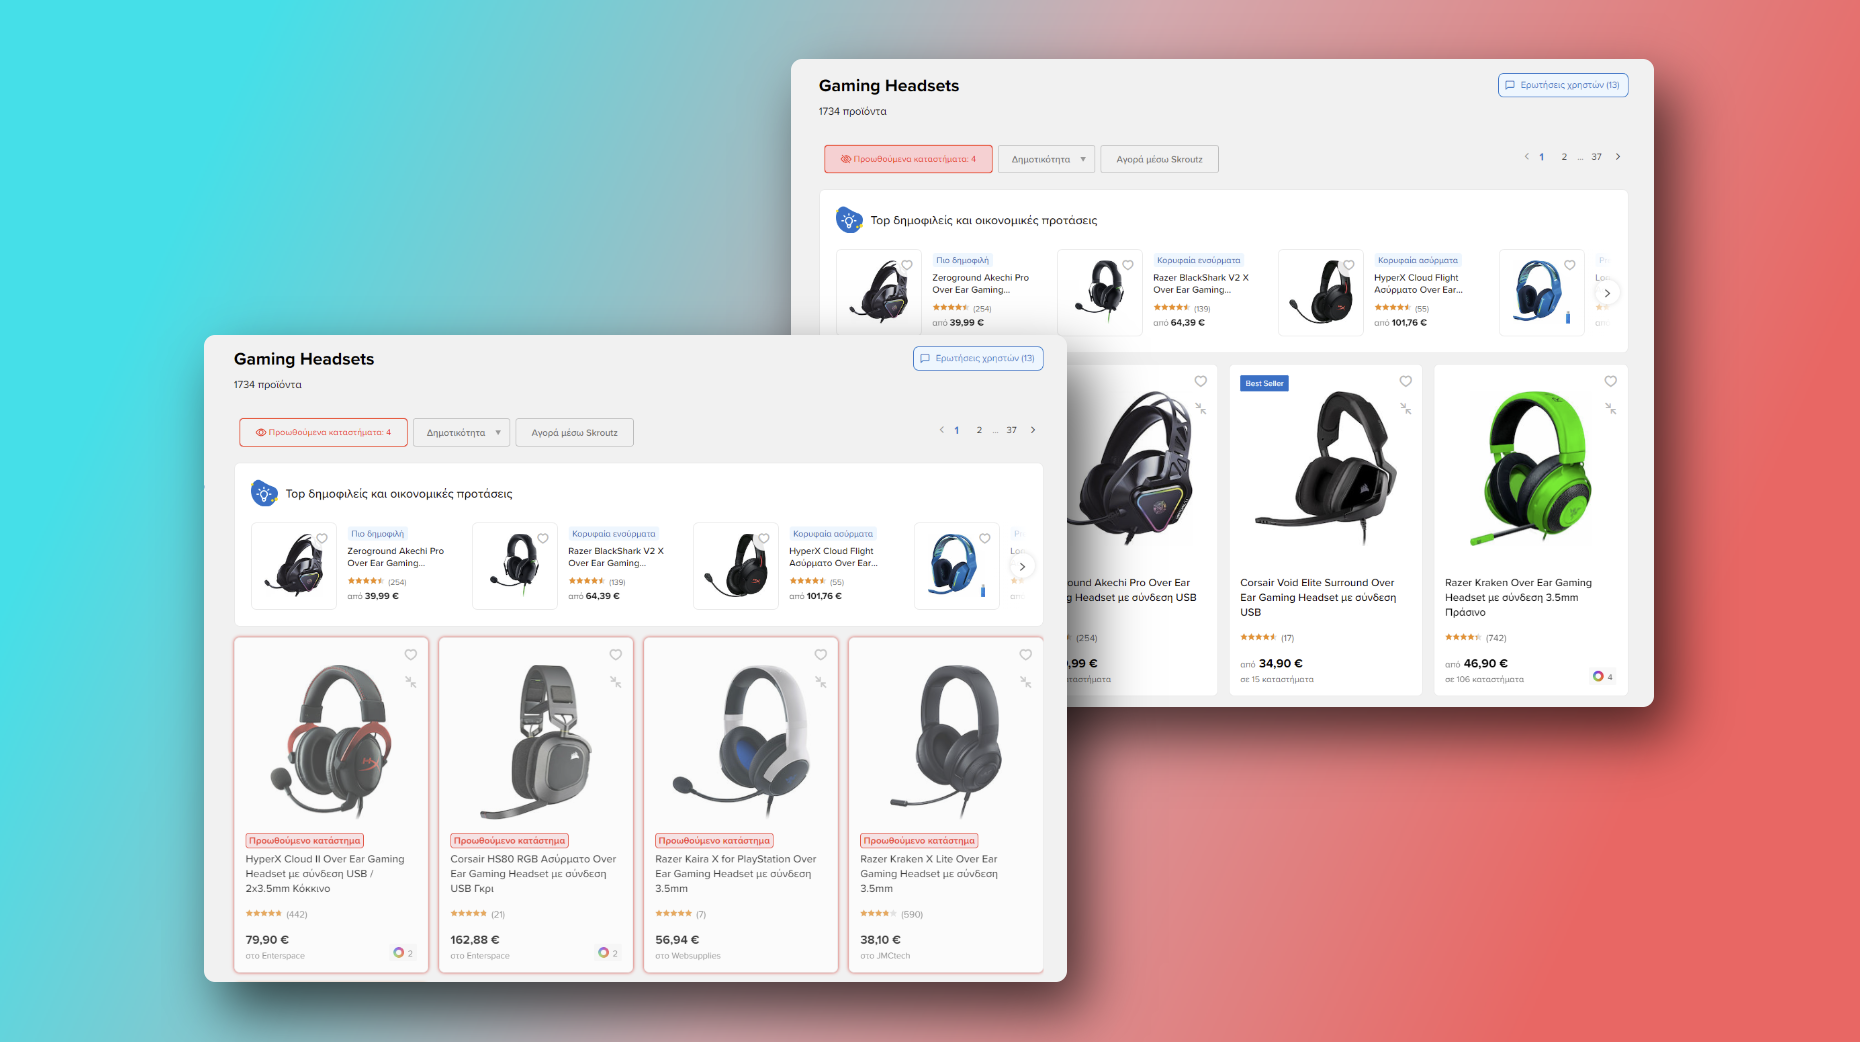 Gaming Headsets
Ερωτήσεις χρηστών (13)
1734 προϊόντα
Προωθούμενα καταστήματα: 4
Δημοτικότητα
Αγορά μέσω Skroutz
1 2 ... 37
Top δημοφιλείς και οικονομικές προτάσεις
Πιο δημοφιλή
Zeroground Akechi Pro
Over Ear Gaming...
(254)
από 39,99 €
Κορυφαία ενσύρματα
Razer BlackShark V2 X
Over Ear Gaming...
(139)
από 64,39 €
Κορυφαία ασύρματα
HyperX Cloud Flight
Ασύρματο Over Ear...
(55)
από 101,76 €
ound Akechi Pro Over Ear
g Headset με σύνδεση USB
(254)
,99 €
Best Seller
Corsair Void Elite Surround Over
Ear Gaming Headset με σύνδεση
USB
(17)
από 34,90 €
σε 15 καταστήματα
Razer Kraken Over Ear Gaming
Headset με σύνδεση 3.5mm
Πράσινο
(742)
από 46,90 €
σε 106 καταστήματα
4
Gaming Headsets
Ερωτήσεις χρηστών (13)
1734 προϊόντα
Προωθούμενα καταστήματα: 4
Δημοτικότητα
Αγορά μέσω Skroutz
1 2 ... 37
Top δημοφιλείς και οικονομικές προτάσεις
Πιο δημοφιλή
Zeroground Akechi Pro
Over Ear Gaming...
(254)
από 39,99 €
Κορυφαία ενσύρματα
Razer BlackShark V2 X
Over Ear Gaming...
(139)
από 64,39 €
Κορυφαία ασύρματα
HyperX Cloud Flight
Ασύρματο Over Ear...
(55)
από 101,76 €
Προωθούμενο κατάστημα
HyperX Cloud II Over Ear Gaming
Headset με σύνδεση USB /
2x3.5mm Κόκκινο
(442)
79,90 €
στο Enterspace
2
Προωθούμενο κατάστημα
Corsair HS80 RGB Ασύρματο Over
Ear Gaming Headset με σύνδεση
USB Γκρι
(21)
162,88 €
στο Enterspace
2
Προωθούμενο κατάστημα
Razer Kaira X for PlayStation Over
Ear Gaming Headset με σύνδεση
3.5mm
(7)
56,94 €
στο Websupplies
Προωθούμενο κατάστημα
Razer Kraken X Lite Over Ear
Gaming Headset με σύνδεση
3.5mm
(590)
38,10 €
στο JMCtech